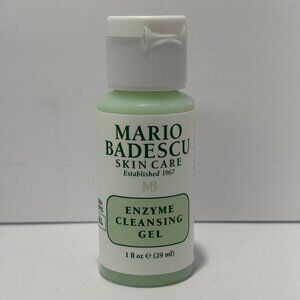 MARIO
BADESCU
SKIN CARE
Established 1967
MB
ENZYME
CLEANSING
GEL
1 fl oz ℮ (29 ml)